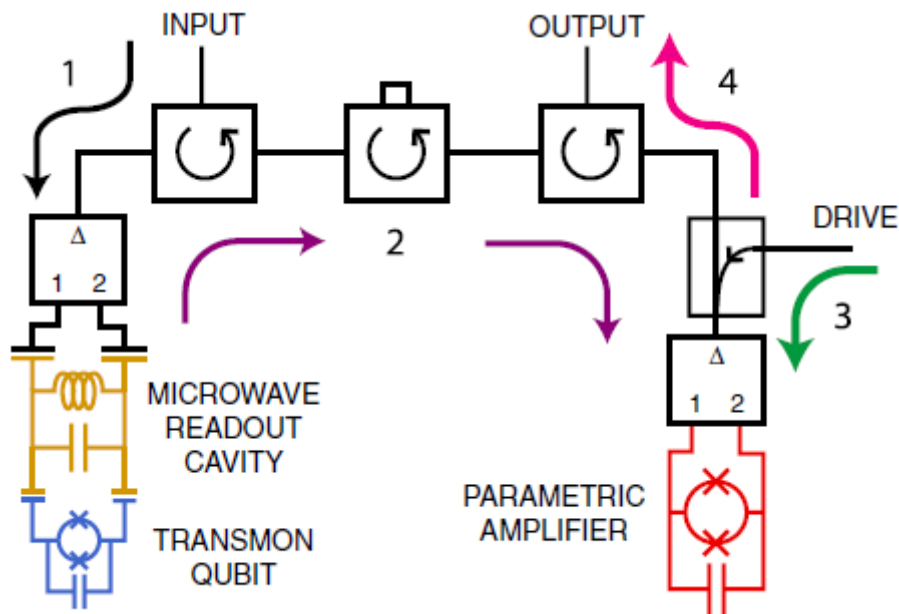 INPUT
OUTPUT
1
4
DRIVE
Δ
1 2
2
3
Δ
1 2
MICROWAVE
READOUT
CAVITY
PARAMETRIC
AMPLIFIER
TRANSMON
QUBIT